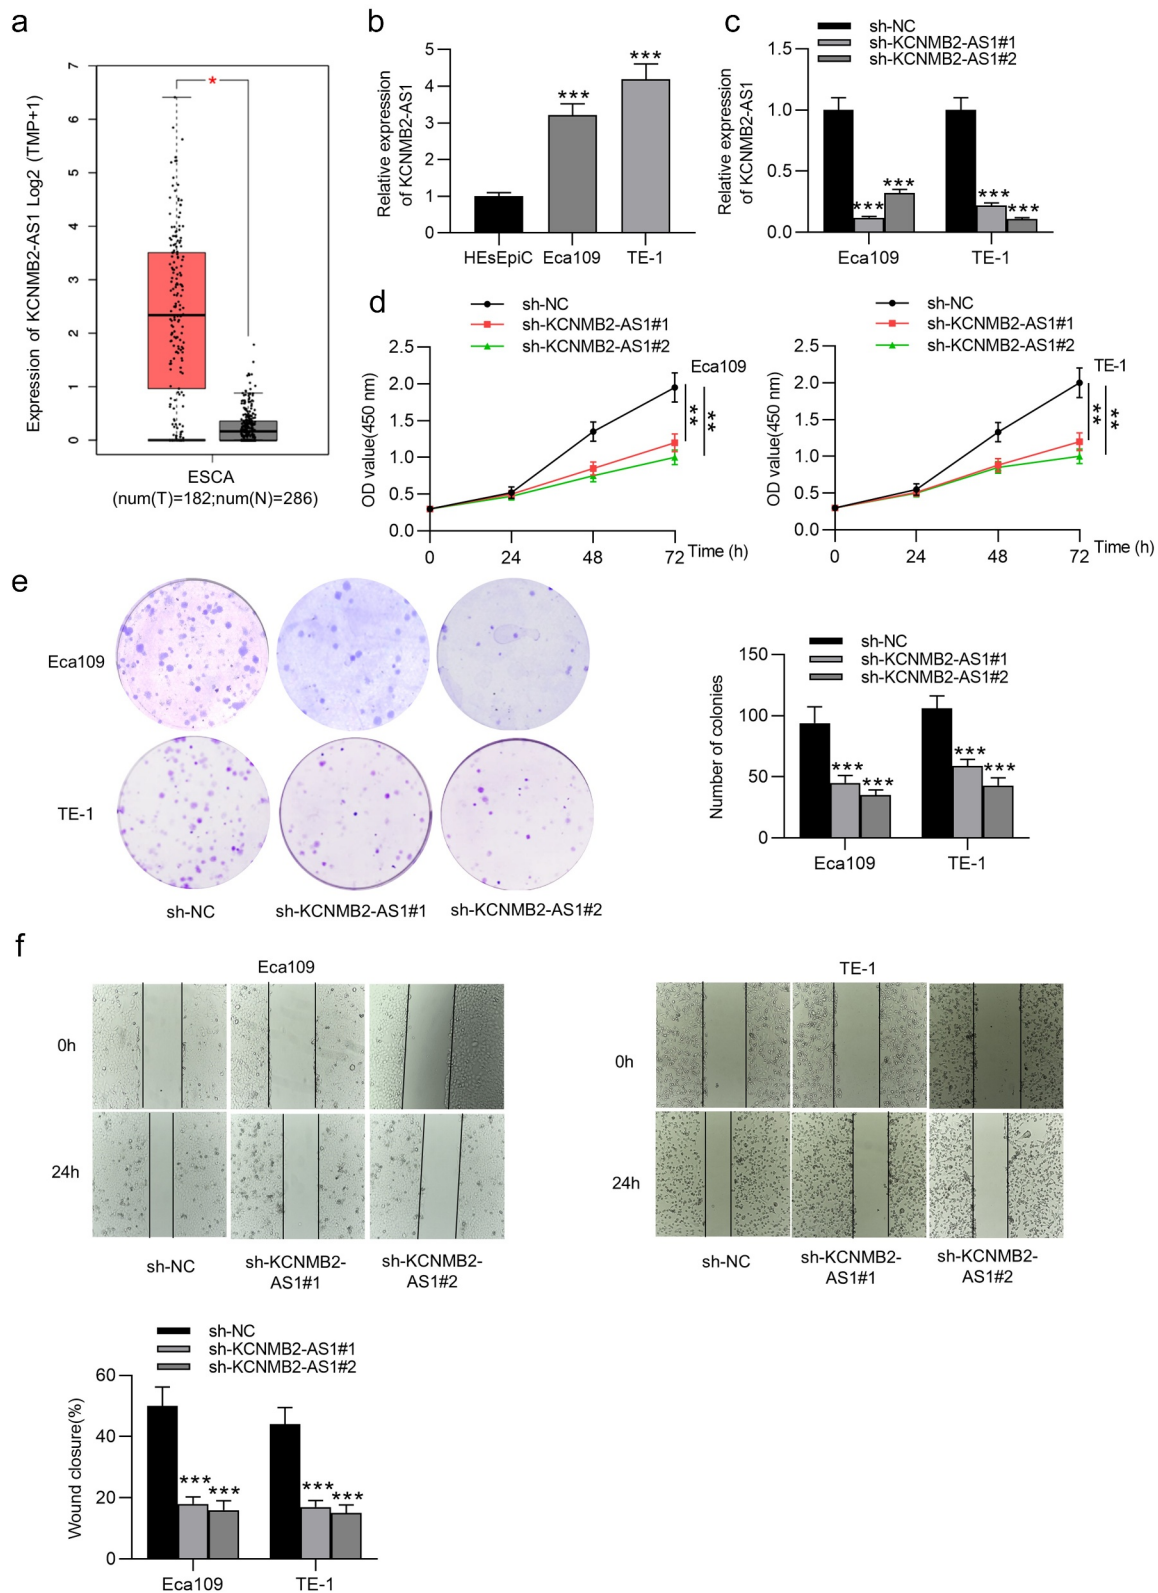 a
Expression of KCNMB2-AS1 Log2 (TMP+1)
7
6
5
4
3
2
1
0
*
ESCA
(num(T)=182;num(N)=286)
b
Relative expression
of KCNMB2-AS1
5
4
3
2
1
0
***
***
HEsEpiC
Eca109
TE-1
c
sh-NC
sh-KCNMB2-AS1#1
sh-KCNMB2-AS1#2
Relative expression
of KCNMB2-AS1
1.5
1.0
0.5
0.0
***
***
***
***
Eca109
TE-1
d
sh-NC
sh-KCNMB2-AS1#1
sh-KCNMB2-AS1#2
Eca109
OD value(450 nm)
2.5
2.0
1.5
1.0
0.5
0.0
**
**
0 24 48 72
Time (h)
sh-NC
sh-KCNMB2-AS1#1
sh-KCNMB2-AS1#2
TE-1
OD value(450 nm)
2.5
2.0
1.5
1.0
0.5
0.0
**
**
0 24 48 72
Time (h)
e
Eca109
TE-1
sh-NC
sh-KCNMB2-AS1#1
sh-KCNMB2-AS1#2
sh-NC
sh-KCNMB2-AS1#1
sh-KCNMB2-AS1#2
Number of colonies
150
100
50
0
***
***
***
***
Eca109
TE-1
f
Eca109
0h
24h
sh-NC
sh-KCNMB2-
AS1#1
sh-KCNMB2-
AS1#2
TE-1
0h
24h
sh-NC
sh-KCNMB2-
AS1#1
sh-KCNMB2-
AS1#2
sh-NC
sh-KCNMB2-AS1#1
sh-KCNMB2-AS1#2
Wound closure(%)
60
40
20
0
***
***
***
***
Eca109
TE-1